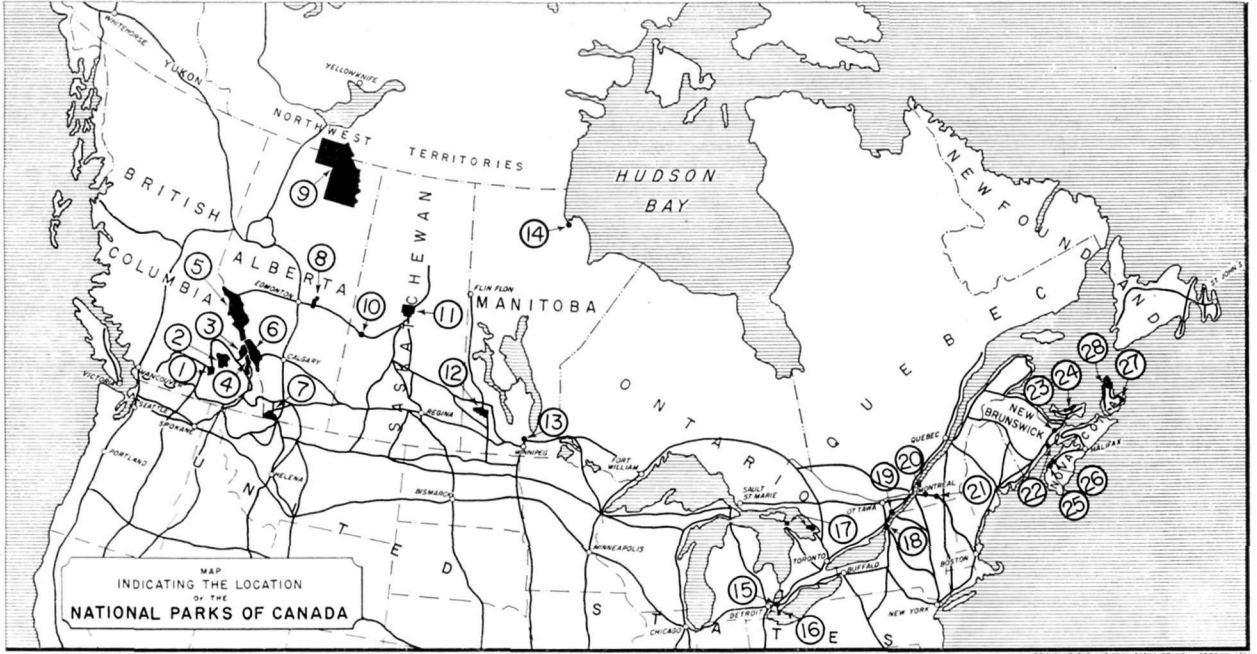 WHITEHORSE
YUKON
YELLOWKNIFE
NORTHWEST TERRITORIES
HUDSON
BAY
NEWFOUNDLAND
ST. JOHN'S
BRITISH
COLUMBIA
ALBERTA
SASKATCHEWAN
MANITOBA
ONTARIO
QUEBEC
NEW
BRUNSWICK
NOVA SCOTIA
HALIFAX
EDMONTON
CALGARY
FLIN FLON
REGINA
WINNIPEG
FORT
WILLIAM
SAULT
ST MARIE
OTTAWA
MONTREAL
QUEBEC
TORONTO
BUFFALO
BOSTON
NEW YORK
DETROIT
CHICAGO
MINNEAPOLIS
BISMARCK
HELENA
SPOKANE
SEATTLE
PORTLAND
VANCOUVER
VICTORIA
UNITED STATES
1
2
3
4
5
6
7
8
9
10
11
12
13
14
15
16
17
18
19
20
21
22
23
24
25
26
27
28
MAP
INDICATING THE LOCATION
OF THE
NATIONAL PARKS OF CANADA